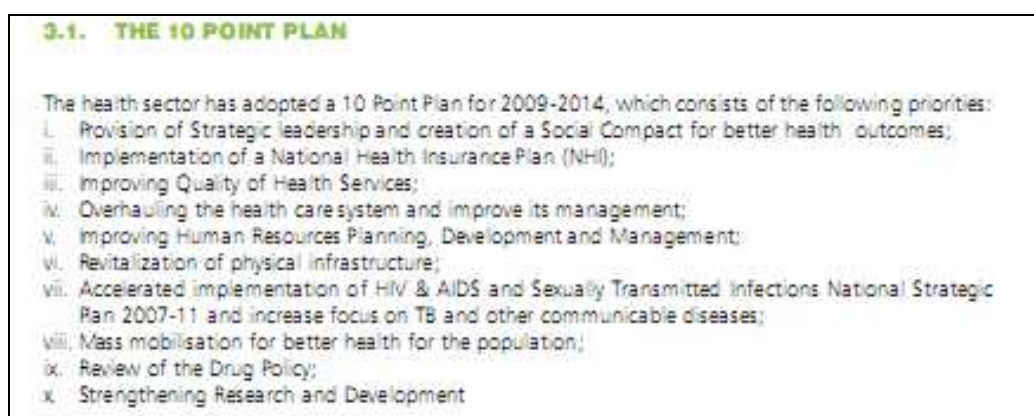 3.1. THE 10 POINT PLAN
The health sector has adopted a 10 Point Plan for 2009-2014, which consists of the following priorities:
i. Provision of Strategic leadership and creation of a Social Compact for better health outcomes;
ii. Implementation of a National Health Insurance Plan (NHI);
iii. Improving Quality of Health Services;
iv. Overhauling the health care system and improve its management;
v. Improving Human Resources Planning, Development and Management;
vi. Revitalization of physical infrastructure;
vii. Accelerated implementation of HIV & AIDS and Sexually Transmitted Infections National Strategic
Plan 2007-11 and increase focus on TB and other communicable diseases;
viii. Mass mobilisation for better health for the population;
ix. Review of the Drug Policy;
x. Strengthening Research and Development